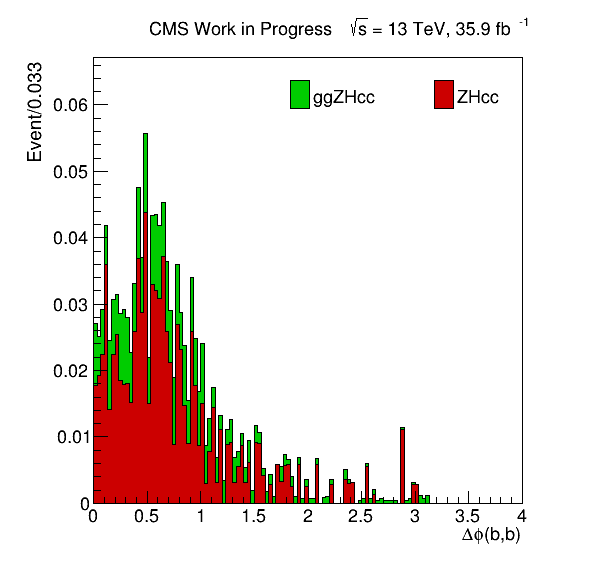 CMS Work in Progress √s = 13 TeV, 35.9 fb⁻¹
Event/0.033
ggZHcc ZHcc
0.06
0.05
0.04
0.03
0.02
0.01
0
0 0.5 1 1.5 2 2.5 3 3.5 4
Δϕ(b,b)